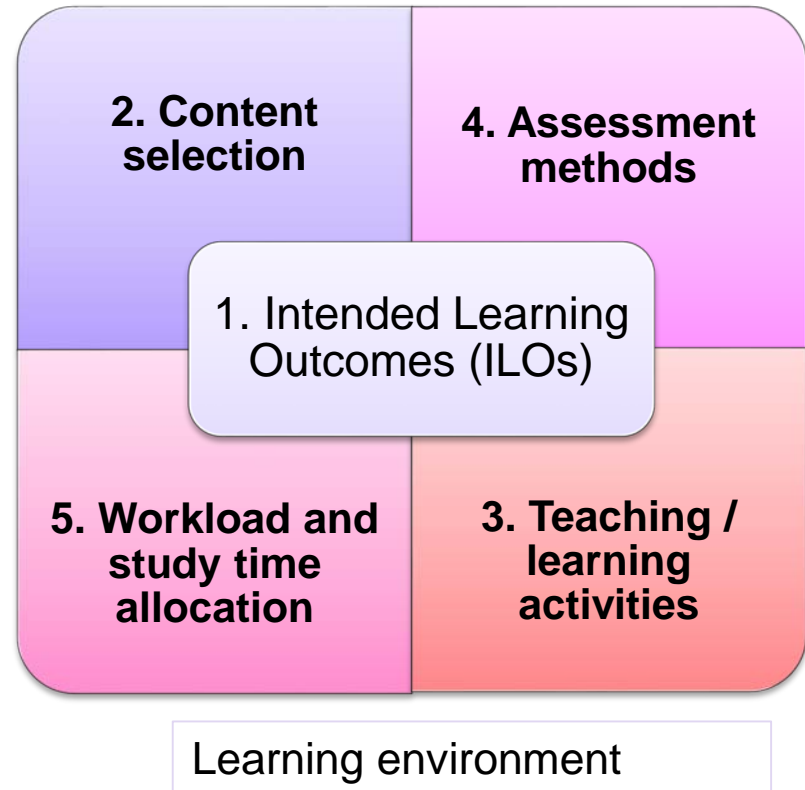 2. Content
selection
4. Assessment
methods
1. Intended Learning
Outcomes (ILOs)
5. Workload and
study time
allocation
3. Teaching /
learning
activities
Learning environment